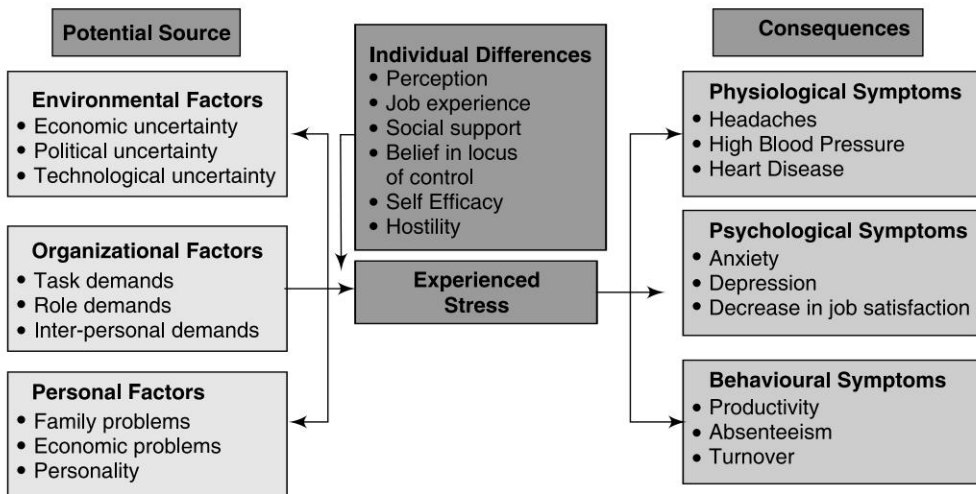 Potential Source
Environmental Factors
• Economic uncertainty
• Political uncertainty
• Technological uncertainty
Organizational Factors
• Task demands
• Role demands
• Inter-personal demands
Personal Factors
• Family problems
• Economic problems
• Personality
Individual Differences
• Perception
• Job experience
• Social support
• Belief in locus
of control
• Self Efficacy
• Hostility
Experienced
Stress
Consequences
Physiological Symptoms
• Headaches
• High Blood Pressure
• Heart Disease
Psychological Symptoms
• Anxiety
• Depression
• Decrease in job satisfaction
Behavioural Symptoms
• Productivity
• Absenteeism
• Turnover